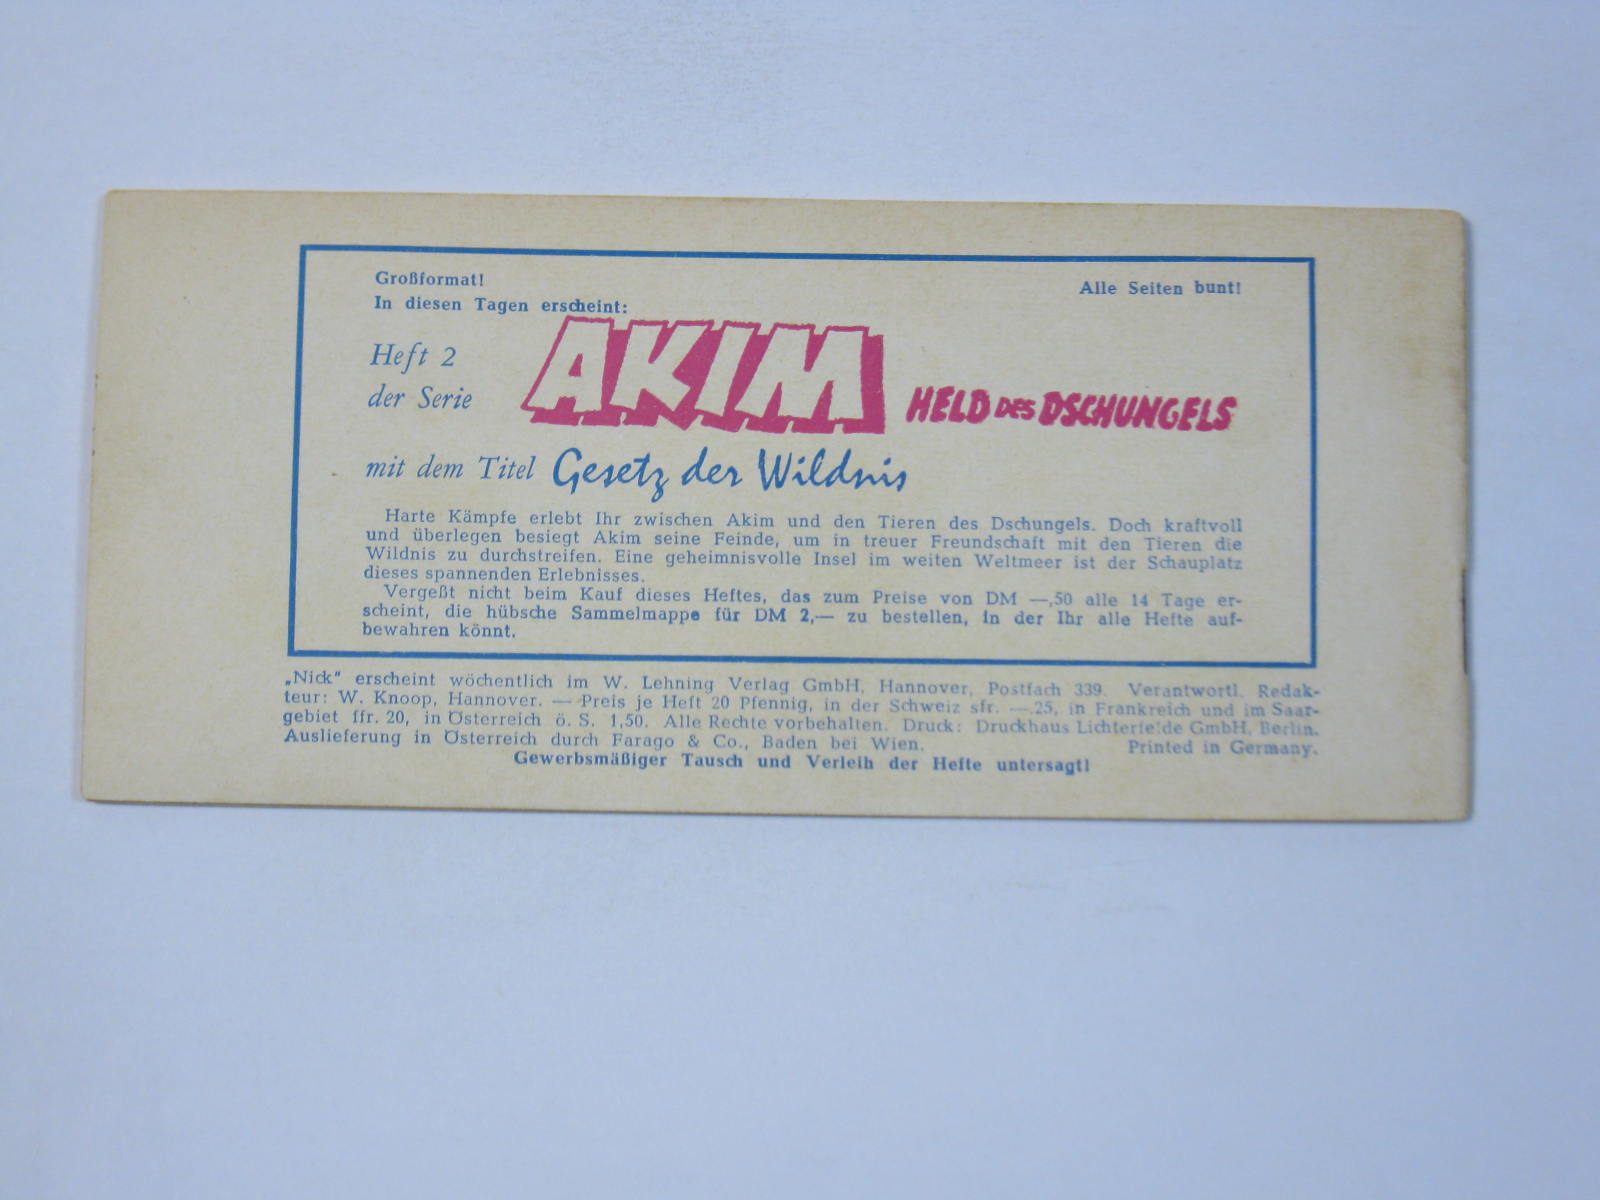 Großformat!
Alle Seiten bunt!
In diesen Tagen erscheint:
Heft 2
der Serie
AKIM HELD DES DSCHUNGELS
mit dem Titel Gesetz der Wildnis
Harte Kämpfe erlebt Ihr zwischen Akim und den Tieren des Dschungels. Doch kraftvoll
und überlegen besiegt Akim seine Feinde, um in treuer Freundschaft mit den Tieren die
Wildnis zu durchstreifen. Eine geheimnisvolle Insel im weiten Weltmeer ist der Schauplatz
dieses spannenden Erlebnisses.
Vergeßt nicht beim Kauf dieses Heftes, das zum Preise von DM —,50 alle 14 Tage er-
scheint, die hübsche Sammelmappe für DM 2,— zu bestellen, in der Ihr alle Hefte auf-
bewahren könnt.
„Nick" erscheint wöchentlich im W. Lehning Verlag GmbH, Hannover, Postfach 339. Verantwortl. Redak-
teur: W. Knoop, Hannover. — Preis je Heft 20 Pfennig, in der Schweiz sfr. —.25, in Frankreich und im Saar-
gebiet ffr. 20, in Österreich ö. S. 1,50. Alle Rechte vorbehalten. Druck: Druckhaus Lichterfelde GmbH, Berlin.
Auslieferung in Österreich durch Farago & Co., Baden bei Wien. Printed in Germany.
Gewerbsmäßiger Tausch und Verleih der Hefte untersagt!